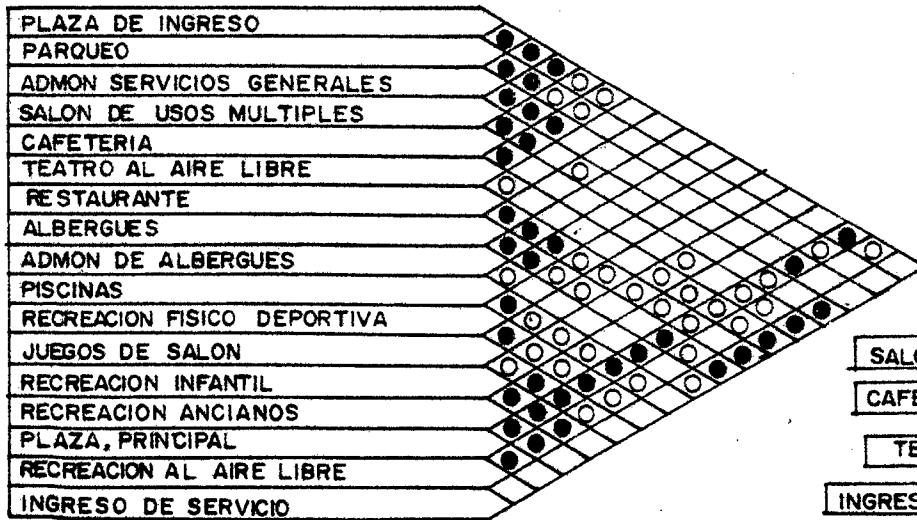 PLAZA DE INGRESO
PARQUEO
ADMON SERVICIOS GENERALES
SALON DE USOS MULTIPLES
CAFETERIA
TEATRO AL AIRE LIBRE
RESTAURANTE
ALBERGUES
ADMON DE ALBERGUES
PISCINAS
RECREACION FISICO DEPORTIVA
JUEGOS DE SALON
RECREACION INFANTIL
RECREACION ANCIANOS
PLAZA, PRINCIPAL
RECREACION AL AIRE LIBRE
INGRESO DE SERVICIO